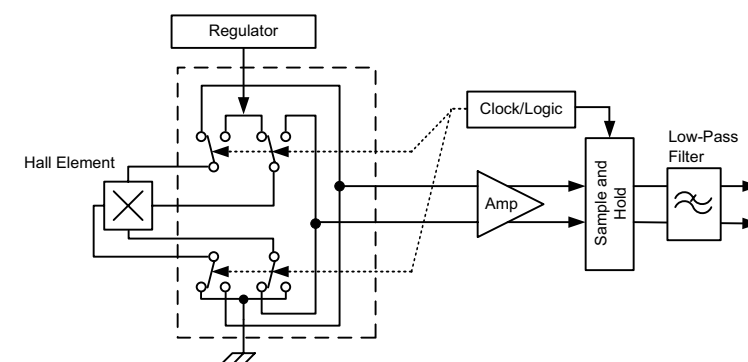 Regulator
Clock/Logic
Low-Pass
Filter
Hall Element
Amp
Sample and
Hold